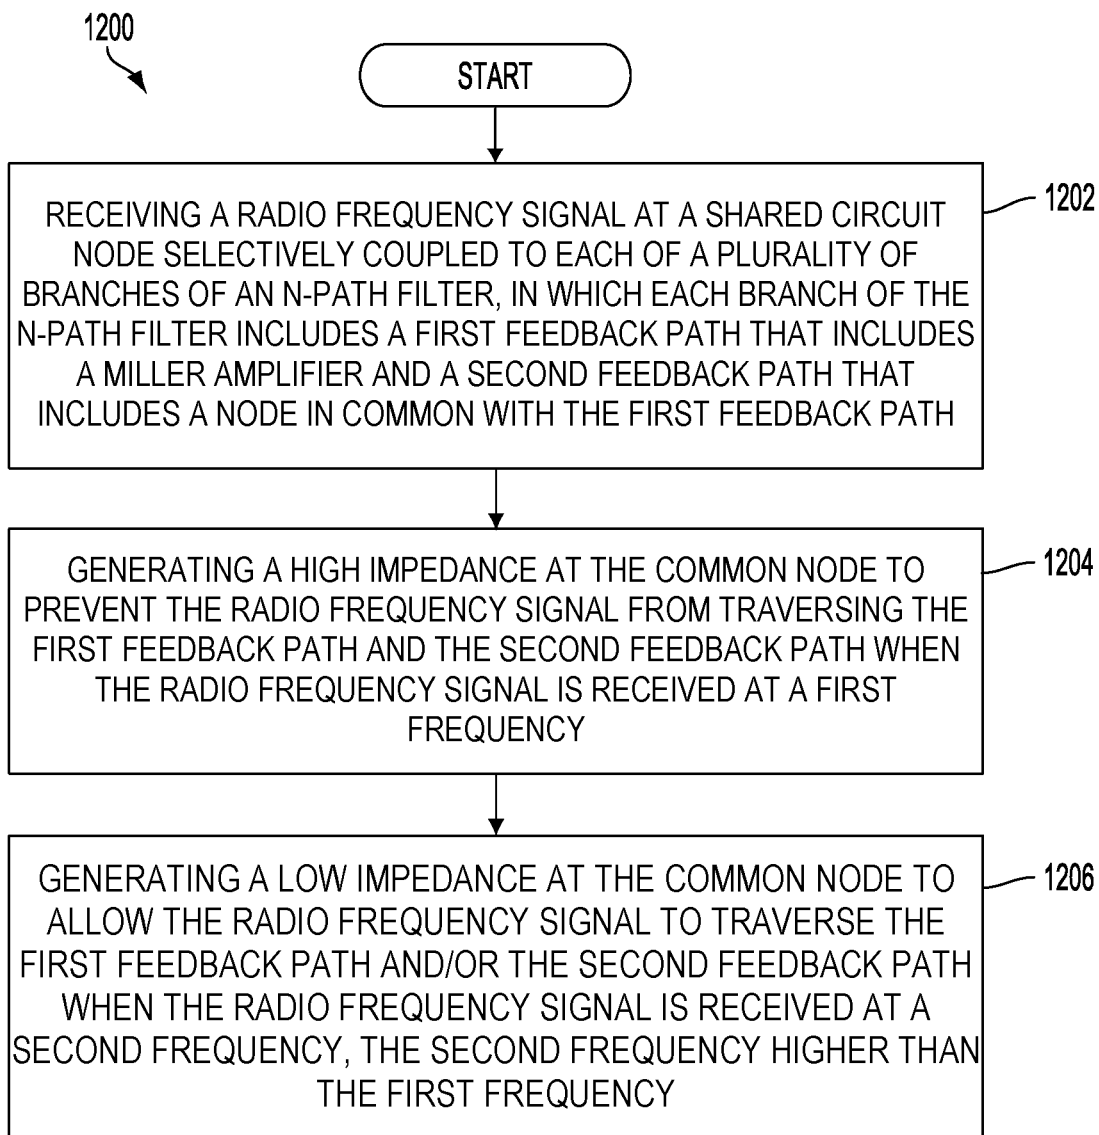 1200
START
RECEIVING A RADIO FREQUENCY SIGNAL AT A SHARED CIRCUIT
NODE SELECTIVELY COUPLED TO EACH OF A PLURALITY OF
BRANCHES OF AN N-PATH FILTER, IN WHICH EACH BRANCH OF THE
N-PATH FILTER INCLUDES A FIRST FEEDBACK PATH THAT INCLUDES
A MILLER AMPLIFIER AND A SECOND FEEDBACK PATH THAT
INCLUDES A NODE IN COMMON WITH THE FIRST FEEDBACK PATH
1202
GENERATING A HIGH IMPEDANCE AT THE COMMON NODE TO
PREVENT THE RADIO FREQUENCY SIGNAL FROM TRAVERSING THE
FIRST FEEDBACK PATH AND THE SECOND FEEDBACK PATH WHEN
THE RADIO FREQUENCY SIGNAL IS RECEIVED AT A FIRST
FREQUENCY
1204
GENERATING A LOW IMPEDANCE AT THE COMMON NODE TO
ALLOW THE RADIO FREQUENCY SIGNAL TO TRAVERSE THE
FIRST FEEDBACK PATH AND/OR THE SECOND FEEDBACK PATH
WHEN THE RADIO FREQUENCY SIGNAL IS RECEIVED AT A
SECOND FREQUENCY, THE SECOND FREQUENCY HIGHER THAN
THE FIRST FREQUENCY
1206